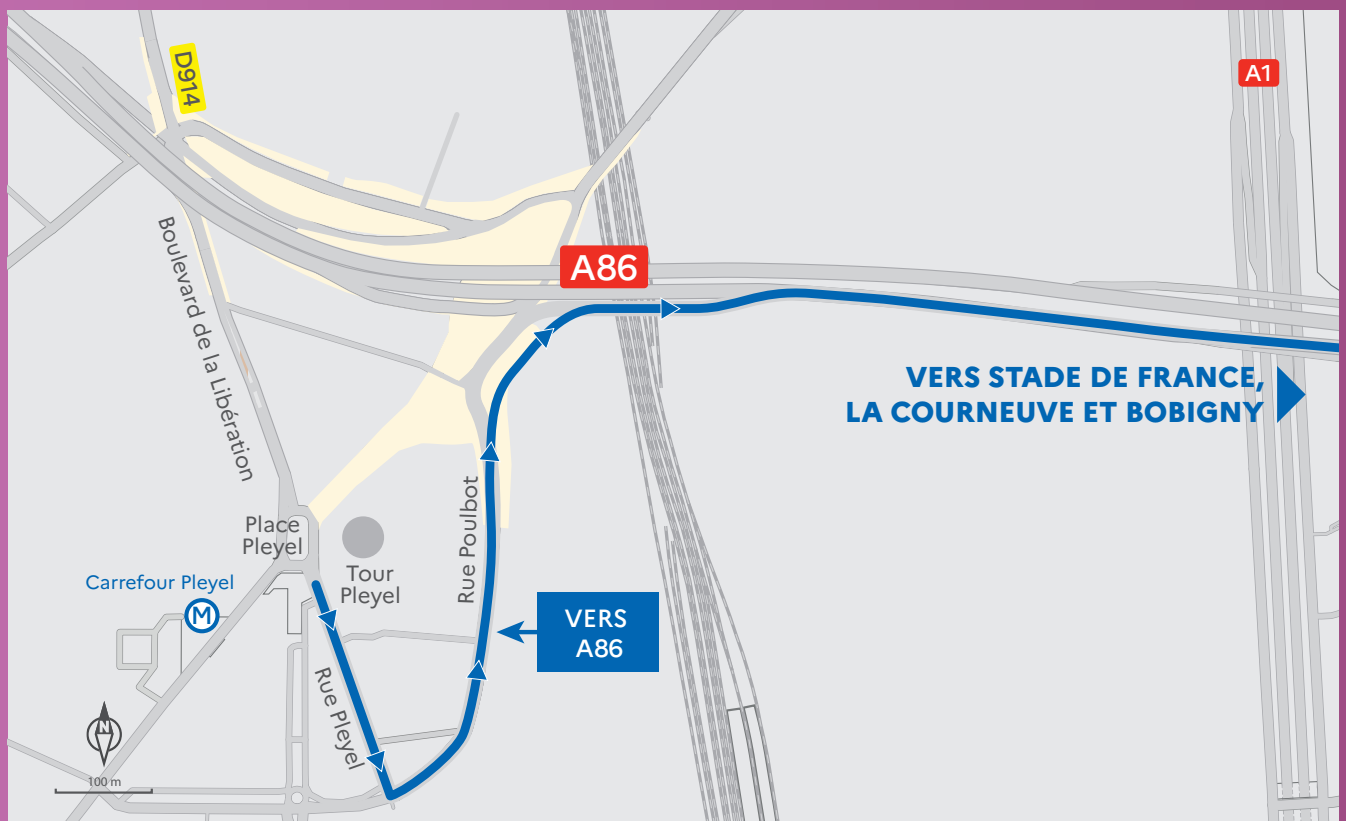 D914
A1
A86
Boulevard de la Libération
VERS STADE DE FRANCE,
LA COURNEUVE ET BOBIGNY
Place
Pleyel
Tour
Pleyel
Rue Poulbot
Carrefour Pleyel
M
VERS
A86
Rue Pleyel
N
100 m